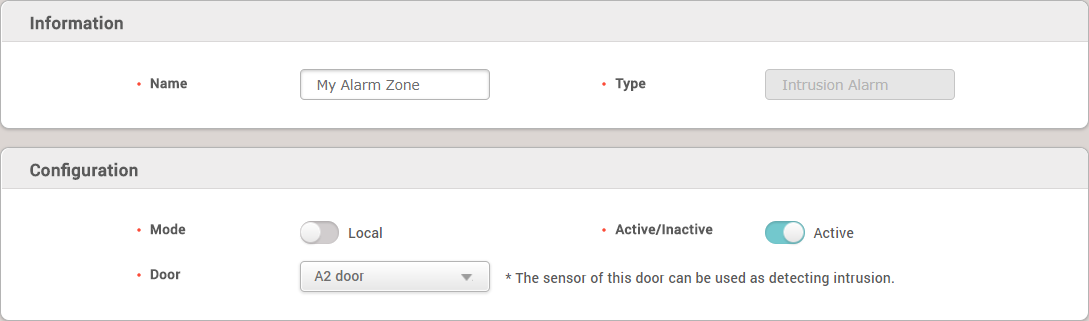 Information
• Name My Alarm Zone • Type Intrusion Alarm
Configuration
• Mode Local • Active/Inactive Active
• Door A2 door * The sensor of this door can be used as detecting intrusion.